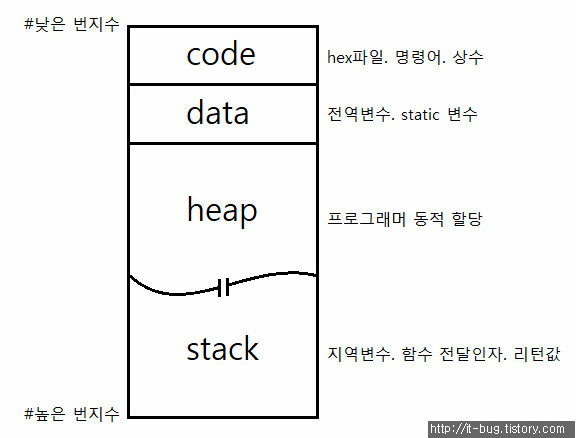 #낮은 번지수
code
hex파일. 명령어. 상수
data
전역변수. static 변수
heap
프로그래머 동적 할당
stack
지역변수. 함수 전달인자. 리턴값
#높은 번지수
http://it-bug.tistory.com